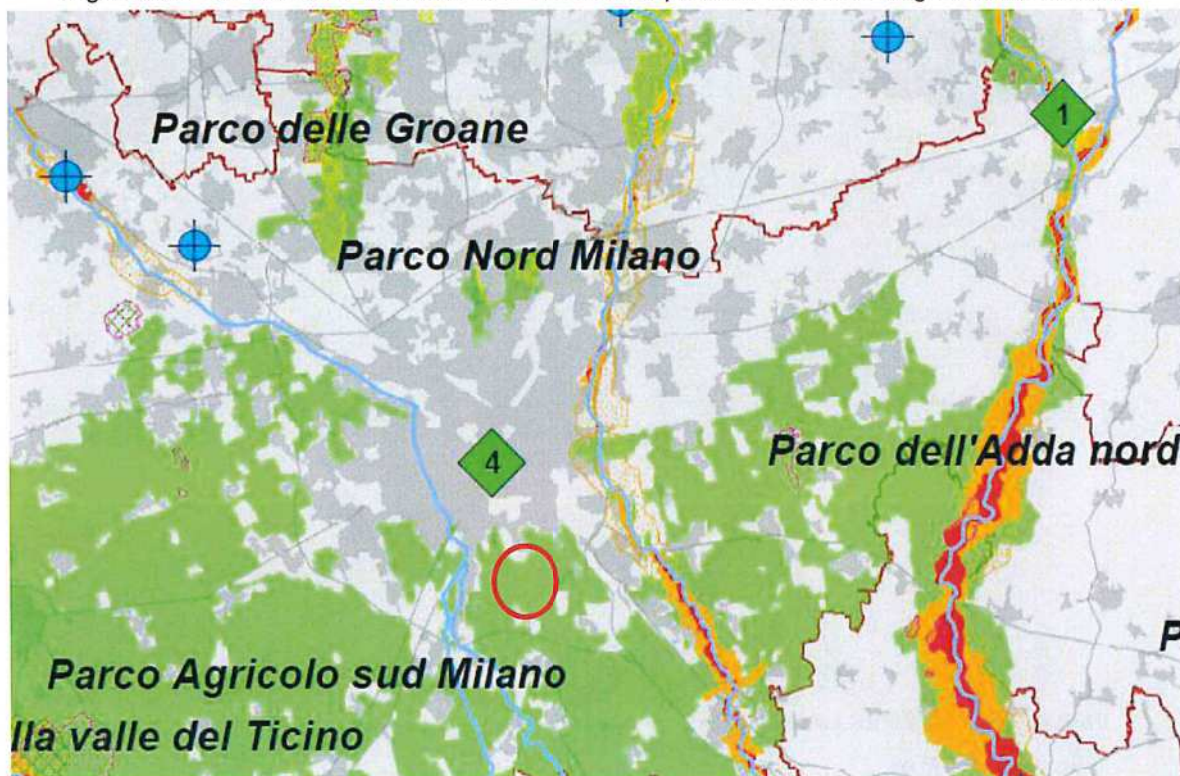 Parco delle Groane
1
Parco Nord Milano
4
Parco dell'Adda nord
P
Parco Agricolo sud Milano
lla valle del Ticino